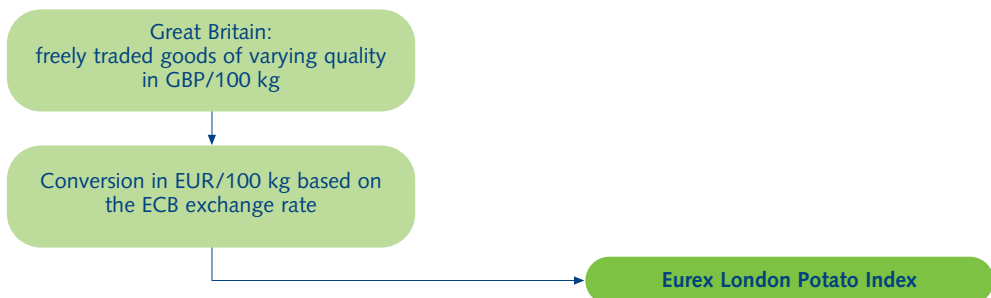 Great Britain:
freely traded goods of varying quality
in GBP/100 kg
Conversion in EUR/100 kg based on
the ECB exchange rate
Eurex London Potato Index